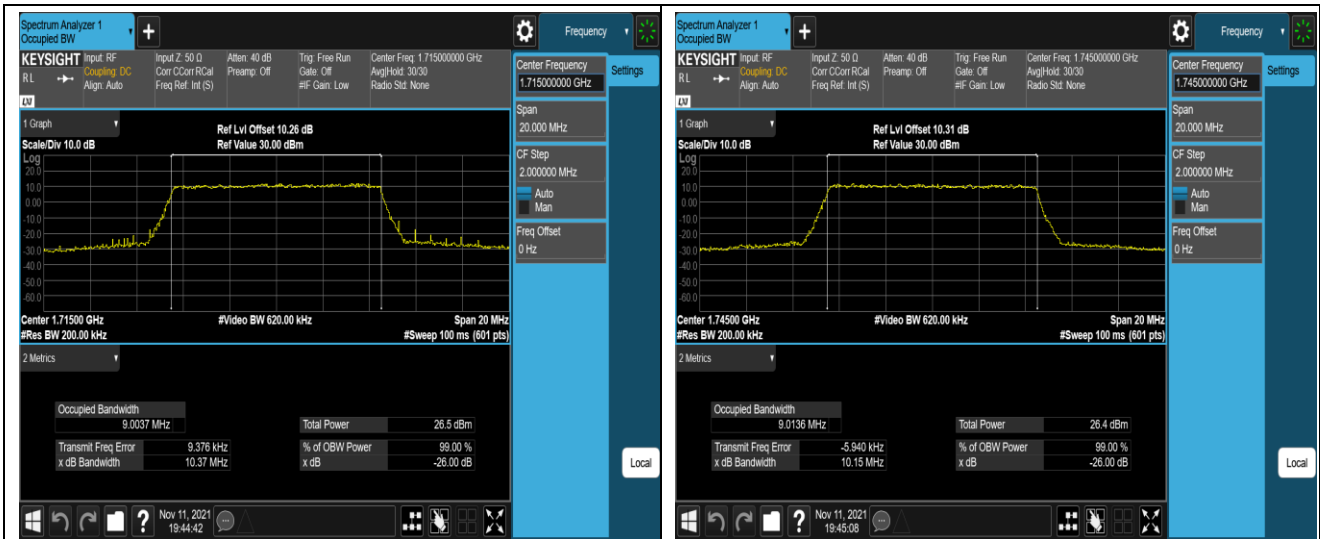 Spectrum Analyzer 1
Occupied BW
+
Frequency
KEYSIGHT
RL
LXI
Input: RF
Coupling: DC
Align: Auto
Input Z: 50 Ω
Corr CCorr RCal
Freq Ref: Int (S)
Atten: 40 dB
Preamp: Off
Trig: Free Run
Gate: Off
#IF Gain: Low
Center Freq: 1.715000000 GHz
Avg|Hold: 30/30
Radio Std: None
Center Frequency
1.715000000 GHz
Settings
Span
20.000 MHz
CF Step
2.000000 MHz
Auto
Man
Freq Offset
0 Hz
Local
1 Graph
Ref Lvl Offset 10.26 dB
Scale/Div 10.0 dB
Ref Value 30.00 dBm
Log
20.0
10.0
0.00
-10.0
-20.0
-30.0
-40.0
-50.0
-60.0
Center 1.71500 GHz
#Video BW 620.00 kHz
Span 20 MHz
#Res BW 200.00 kHz
#Sweep 100 ms (601 pts)
2 Metrics
Occupied Bandwidth
9.0037 MHz
Total Power 26.5 dBm
Transmit Freq Error 9.376 kHz
% of OBW Power 99.00 %
x dB Bandwidth 10.37 MHz
x dB -26.00 dB
?
Nov 11, 2021
19:44:42
Spectrum Analyzer 1
Occupied BW
+
Frequency
KEYSIGHT
RL
LXI
Input: RF
Coupling: DC
Align: Auto
Input Z: 50 Ω
Corr CCorr RCal
Freq Ref: Int (S)
Atten: 40 dB
Preamp: Off
Trig: Free Run
Gate: Off
#IF Gain: Low
Center Freq: 1.745000000 GHz
Avg|Hold: 30/30
Radio Std: None
Center Frequency
1.745000000 GHz
Settings
Span
20.000 MHz
CF Step
2.000000 MHz
Auto
Man
Freq Offset
0 Hz
Local
1 Graph
Ref Lvl Offset 10.31 dB
Scale/Div 10.0 dB
Ref Value 30.00 dBm
Log
20.0
10.0
0.00
-10.0
-20.0
-30.0
-40.0
-50.0
-60.0
Center 1.74500 GHz
#Video BW 620.00 kHz
Span 20 MHz
#Res BW 200.00 kHz
#Sweep 100 ms (601 pts)
2 Metrics
Occupied Bandwidth
9.0136 MHz
Total Power 26.4 dBm
Transmit Freq Error -5.940 kHz
% of OBW Power 99.00 %
x dB Bandwidth 10.15 MHz
x dB -26.00 dB
?
Nov 11, 2021
19:45:08